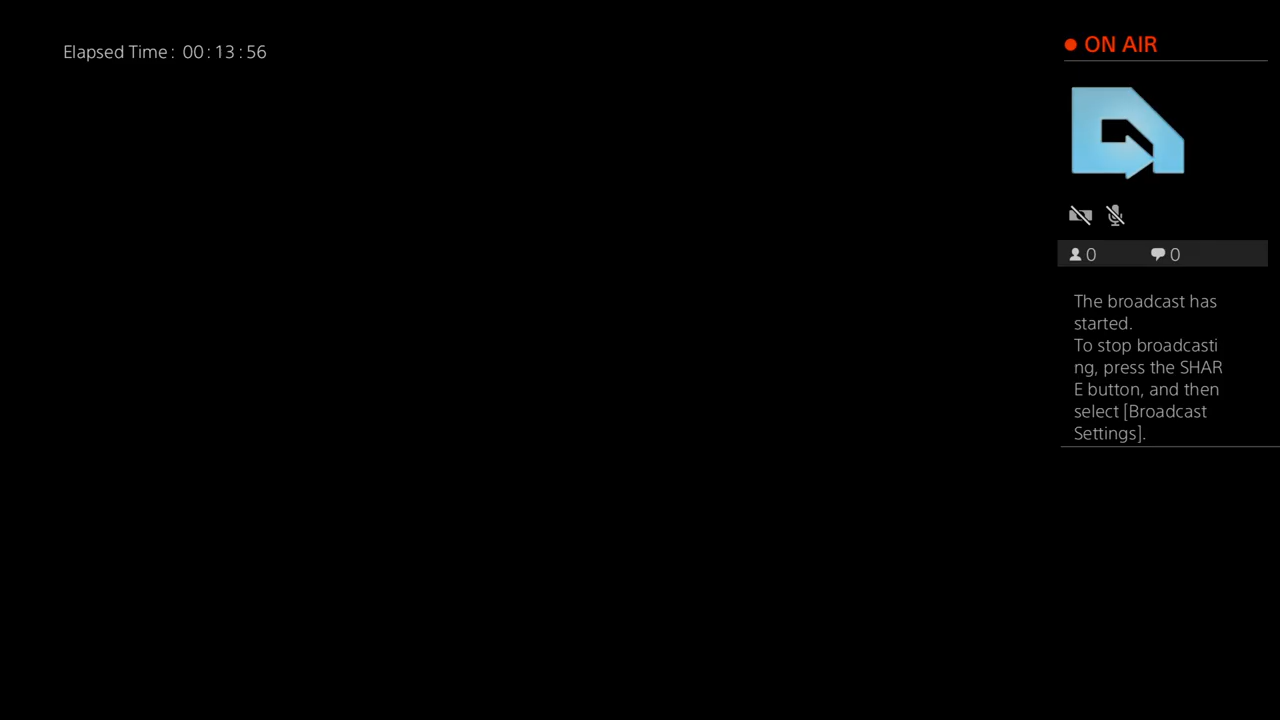 Elapsed Time: 00:13:56
ON AIR
0 0
The broadcast has
started.
To stop broadcasti
ng, press the SHAR
E button, and then
select [Broadcast
Settings].